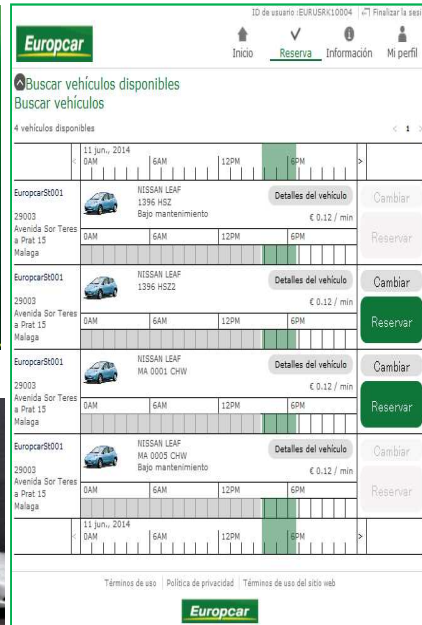 ID de usuario :EURUSRK10004 Finalizar la sesi
Europcar
Inicio Reserva Información Mi perfil
Buscar vehículos disponibles
Buscar vehículos
4 vehículos disponibles < 1 >
11 jun., 2014
< 0AM 6AM 12PM 6PM >
EuropcarSt001 NISSAN LEAF Detalles del vehículo Cambiar
1396 HSZ
29003 Bajo mantenimiento € 0.12 / min
Avenida Sor Teres Reservar
a Prat 15 0AM 6AM 12PM 6PM
Malaga
EuropcarSt001 NISSAN LEAF Detalles del vehículo Cambiar
1396 HSZ2
29003 € 0.12 / min
Avenida Sor Teres Reservar
a Prat 15 0AM 6AM 12PM 6PM
Malaga
EuropcarSt001 NISSAN LEAF Detalles del vehículo Cambiar
MA 0001 CHW
29003 € 0.12 / min
Avenida Sor Teres Reservar
a Prat 15 0AM 6AM 12PM 6PM
Malaga
EuropcarSt001 NISSAN LEAF Detalles del vehículo Cambiar
MA 0005 CHW
29003 Bajo mantenimiento € 0.12 / min
Avenida Sor Teres Reservar
a Prat 15 0AM 6AM 12PM 6PM
Malaga
11 jun., 2014
< 0AM 6AM 12PM 6PM >
Términos de uso | Política de privacidad | Términos de uso del sitio web
Europcar